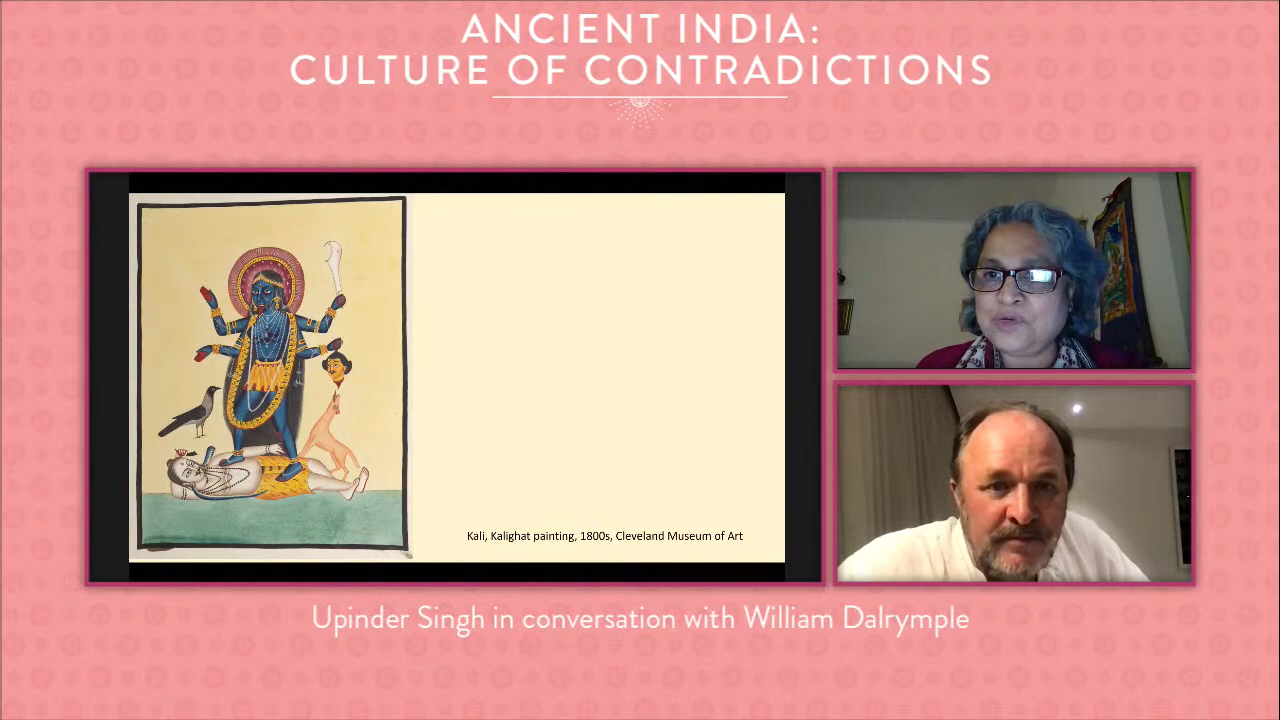 ANCIENT INDIA:
CULTURE OF CONTRADICTIONS
Kali, Kalighat painting, 1800s, Cleveland Museum of Art
Upinder Singh in conversation with William Dalrymple